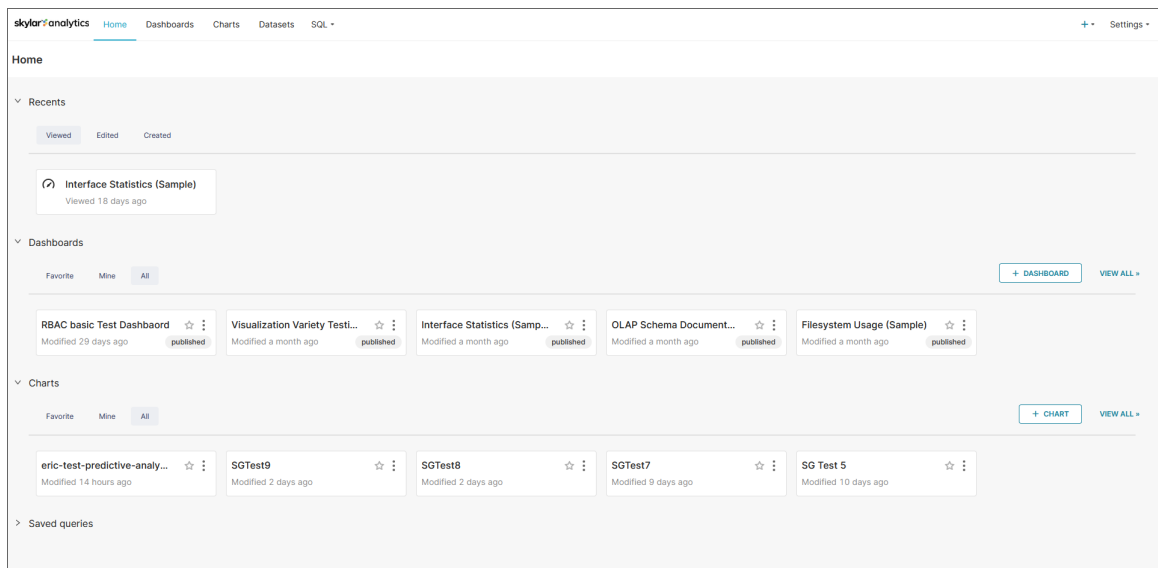 skylar analytics Home Dashboards Charts Datasets SQL + Settings
Home
Recents
Viewed Edited Created
Interface Statistics (Sample)
Viewed 18 days ago
Dashboards
Favorite Mine All + DASHBOARD VIEW ALL »
RBAC basic Test Dashbaord Visualization Variety Testi... Interface Statistics (Samp... OLAP Schema Document... Filesystem Usage (Sample)
Modified 29 days ago published Modified a month ago published Modified a month ago published Modified a month ago published Modified a month ago published
Charts
Favorite Mine All + CHART VIEW ALL »
eric-test-predictive-analy... SGTest9 SGTest8 SGTest7 SG Test 5
Modified 14 hours ago Modified 2 days ago Modified 2 days ago Modified 9 days ago Modified 10 days ago
Saved queries